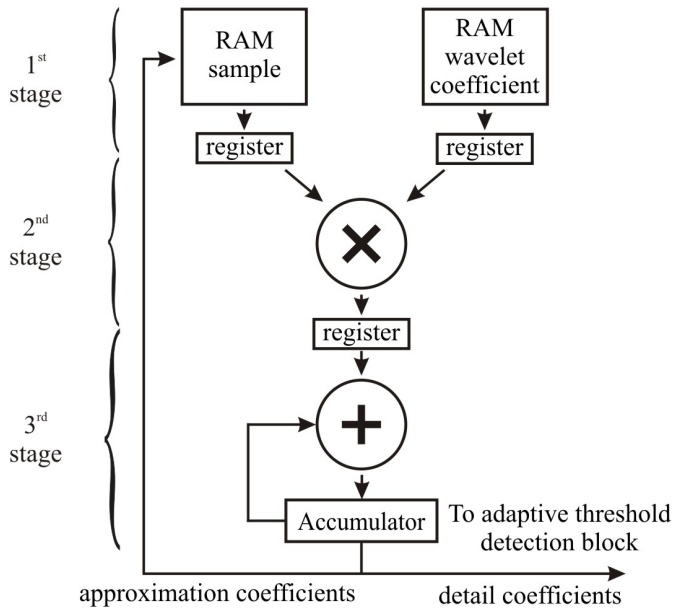 1st
stage
RAM
sample
RAM
wavelet
coefficient
register
register
2nd
stage
register
3rd
stage
Accumulator
To adaptive threshold
detection block
approximation coefficients
detail coefficients